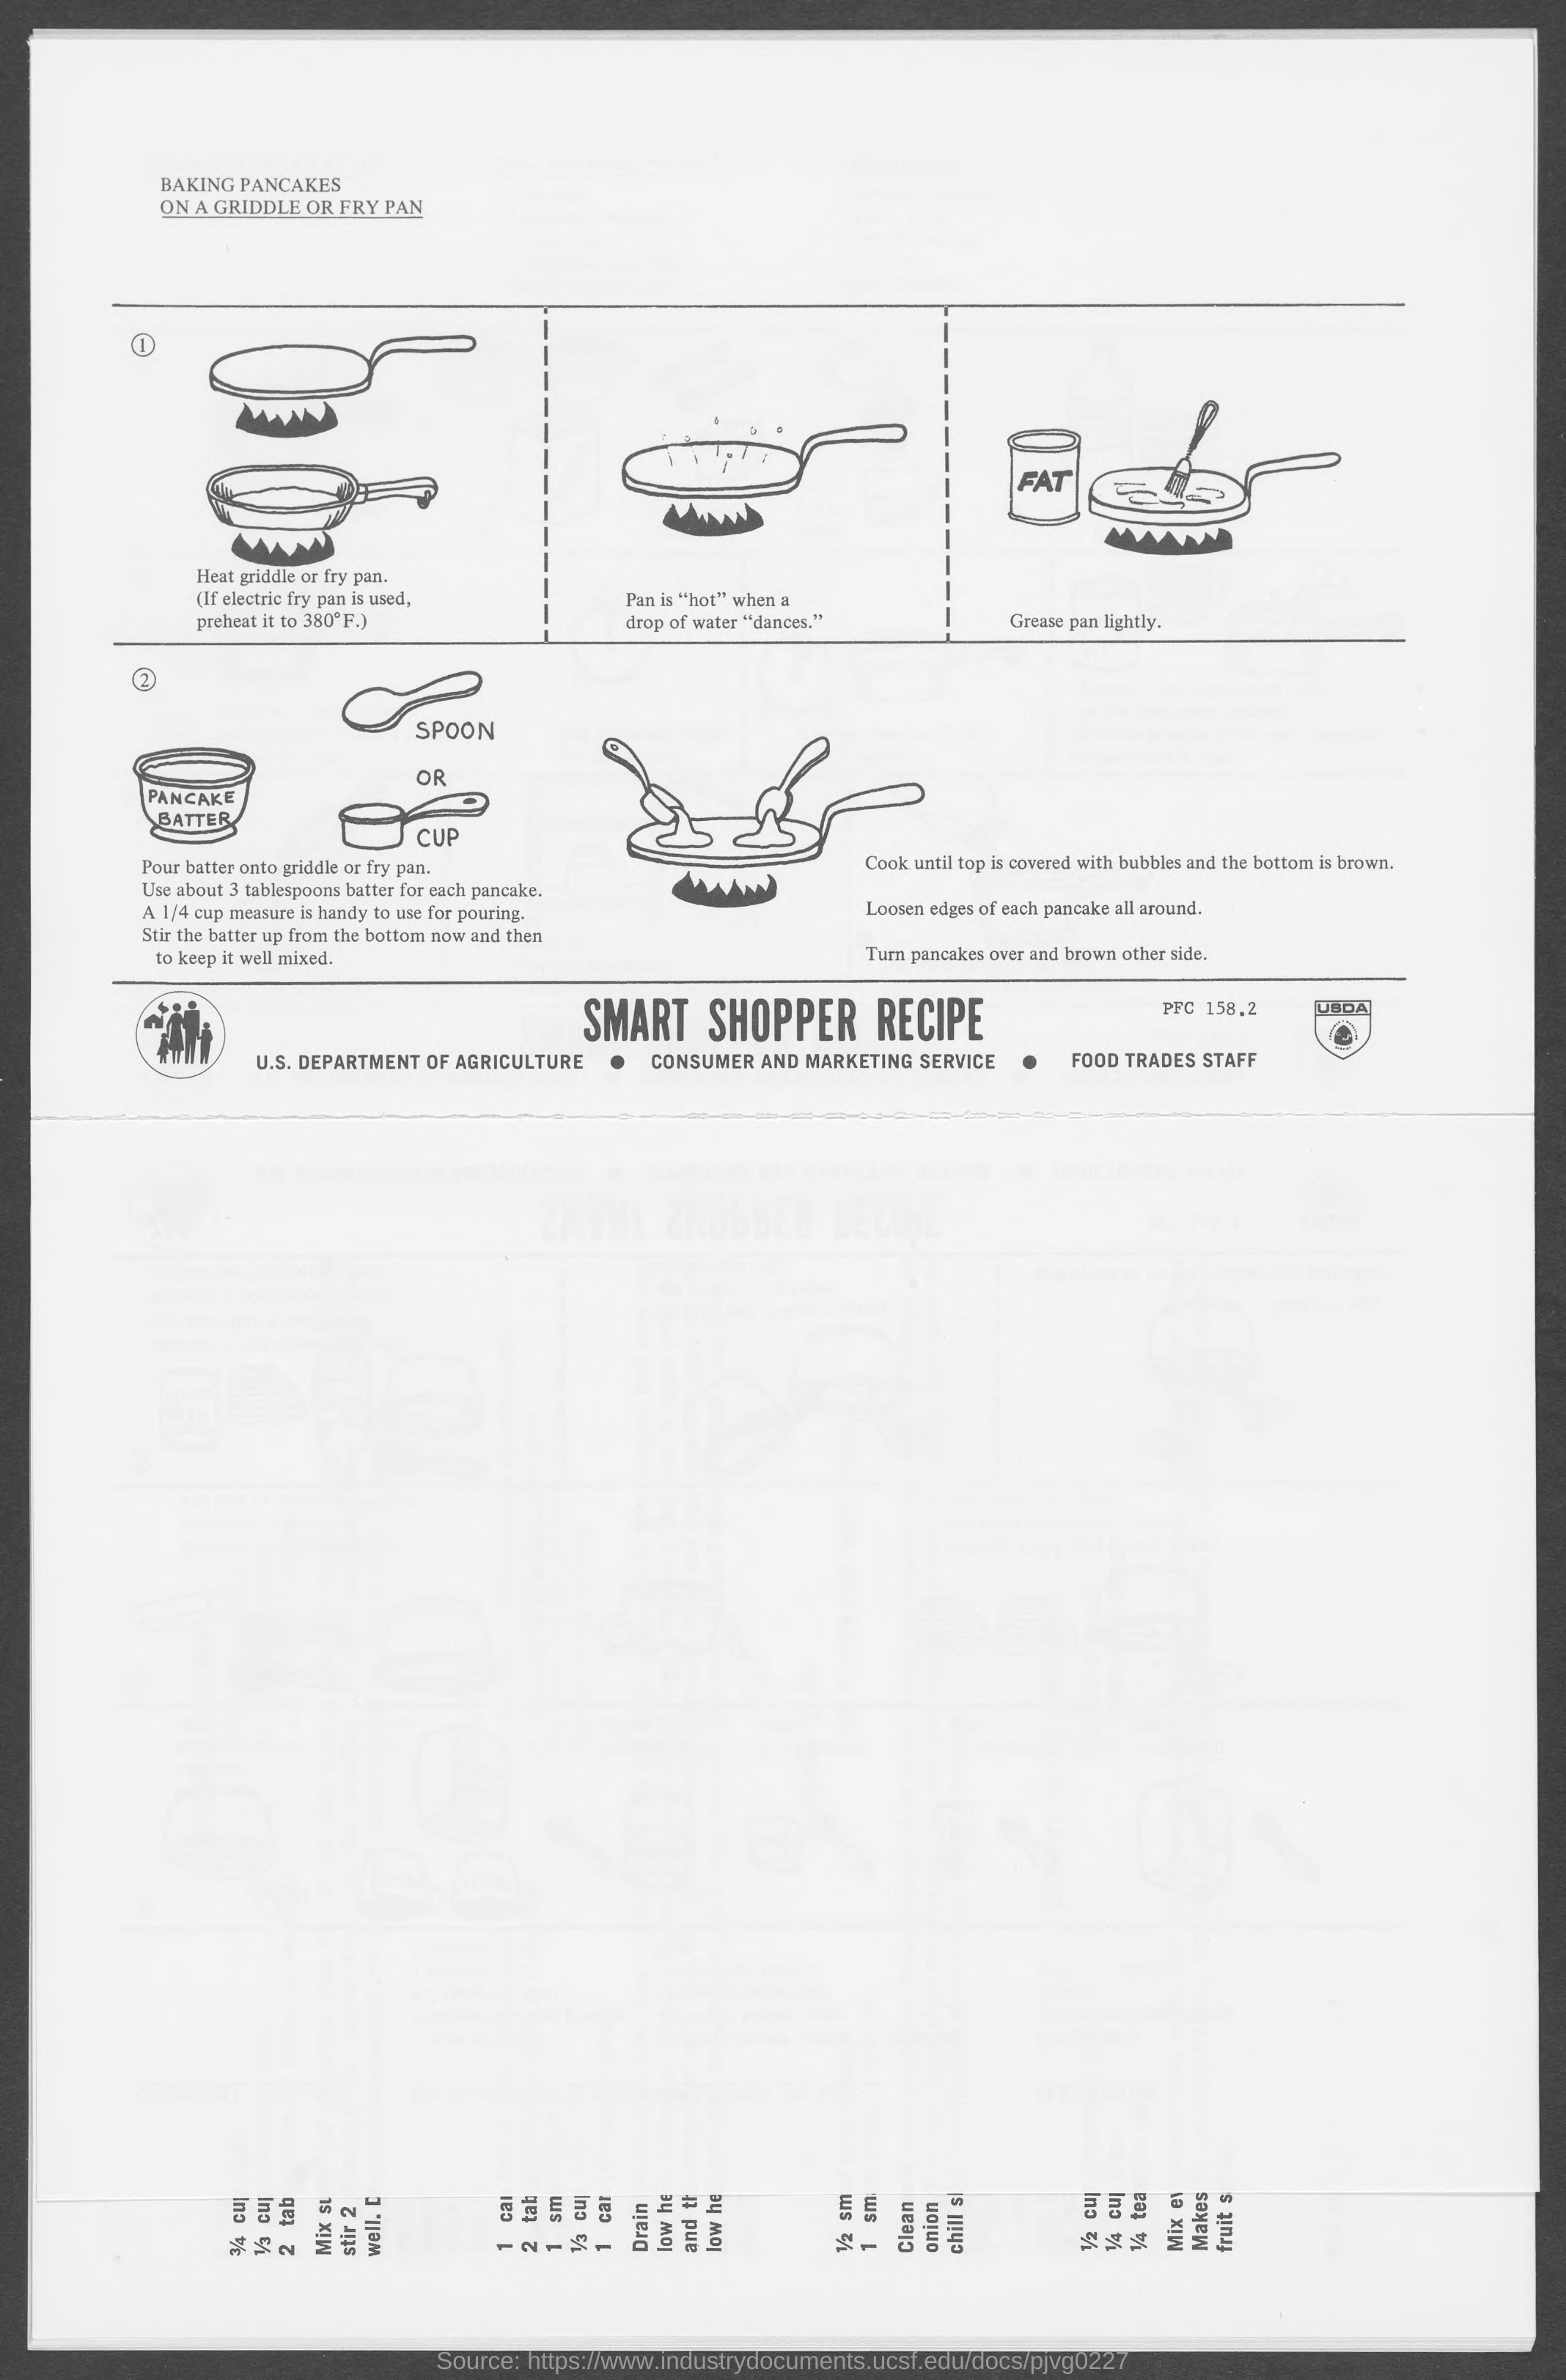 BAKING PANCAKES
ON A GRIDDLE OR FRY PAN
①
FAT
Heat griddle or fry pan.
(If electric fry pan is used,
preheat it to 380°F.)
Pan is “hot” when a
drop of water “dances.”
Grease pan lightly.
②
SPOON
OR
CUP
PANCAKE
BATTER
Pour batter onto griddle or fry pan.
Use about 3 tablespoons batter for each pancake.
A 1/4 cup measure is handy to use for pouring.
Stir the batter up from the bottom now and then
to keep it well mixed.
Cook until top is covered with bubbles and the bottom is brown.
Loosen edges of each pancake all around.
Turn pancakes over and brown other side.
SMART SHOPPER RECIPE
PFC 158.2
USDA
U.S. DEPARTMENT OF AGRICULTURE ● CONSUMER AND MARKETING SERVICE ● FOOD TRADES STAFF
3/4 cu
1/3 cu
2 tab
Mix
stir 2
well.
1
2 tab
1 sm
1/3 cu
1
Drain
low he
and
low he
1/2 sm
1 sm
Clean
onion
chill
1/2 cu
1/4 cu
1/4 tea
Mix
Makes
fruit
Source: https://www.industrydocuments.ucsf.edu/docs/pjvg0227